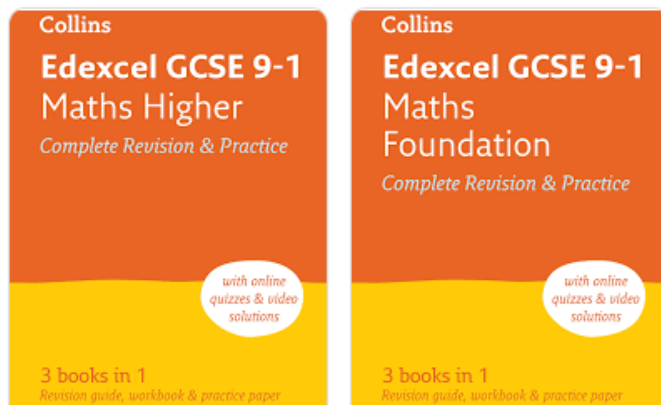 Collins
Edexcel GCSE 9-1
Maths Higher
Complete Revision & Practice
with online
quizzes & video
solutions
3 books in 1
Revision guide, workbook & practice paper
Collins
Edexcel GCSE 9-1
Maths
Foundation
Complete Revision & Practice
with online
quizzes & video
solutions
3 books in 1
Revision guide, workbook & practice paper